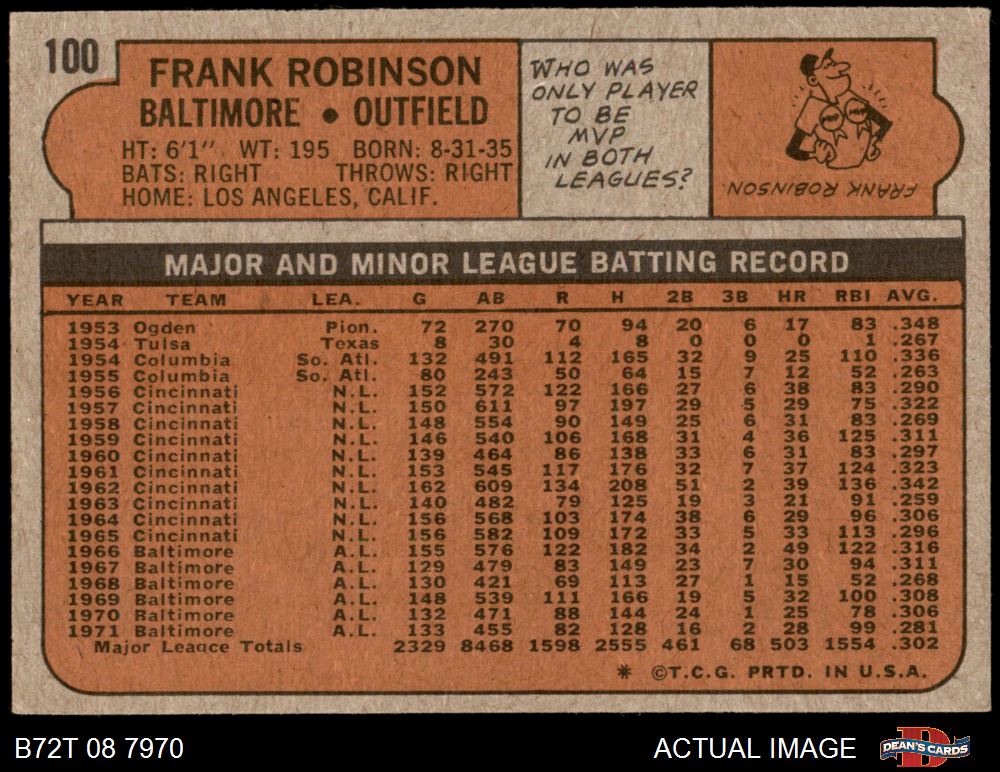 100
FRANK ROBINSON
BALTIMORE • OUTFIELD
HT: 6'1" WT: 195 BORN: 8-31-35
BATS: RIGHT THROWS: RIGHT
HOME: LOS ANGELES, CALIF.
WHO WAS
ONLY PLAYER
TO BE
MVP
IN BOTH
LEAGUES?
FRANK ROBINSON.
MAJOR AND MINOR LEAGUE BATTING RECORD
YEAR TEAM LEA. G AB R H 2B 3B HR RBI AVG.
1953 Ogden Pion. 72 270 70 94 20 6 17 83 .348
1954 Tulsa Texas 8 30 4 8 0 0 0 1 .267
1954 Columbia So. Atl. 132 491 112 165 32 9 25 110 .336
1955 Columbia So. Atl. 80 243 50 64 15 7 12 52 .263
1956 Cincinnati N.L. 152 572 122 166 27 6 38 83 .290
1957 Cincinnati N.L. 150 611 97 197 29 5 29 75 .322
1958 Cincinnati N.L. 148 554 90 149 25 6 31 83 .269
1959 Cincinnati N.L. 146 540 106 168 31 4 36 125 .311
1960 Cincinnati N.L. 139 464 86 138 33 6 31 83 .297
1961 Cincinnati N.L. 153 545 117 176 32 7 37 124 .323
1962 Cincinnati N.L. 162 609 134 208 51 2 39 136 .342
1963 Cincinnati N.L. 140 482 79 125 19 3 21 91 .259
1964 Cincinnati N.L. 156 568 103 174 38 6 29 96 .306
1965 Cincinnati N.L. 156 582 109 172 33 5 33 113 .296
1966 Baltimore A.L. 155 576 122 182 34 2 49 122 .316
1967 Baltimore A.L. 129 479 83 149 23 7 30 94 .311
1968 Baltimore A.L. 130 421 69 113 27 1 15 52 .268
1969 Baltimore A.L. 148 539 111 166 19 5 32 100 .308
1970 Baltimore A.L. 132 471 88 144 24 1 25 78 .306
1971 Baltimore A.L. 133 455 82 128 16 2 28 99 .281
Major League Totals 2329 8468 1598 2555 461 68 503 1554 .302
* ©T.C.G. PRTD. IN U.S.A.
B72T 08 7970
ACTUAL IMAGE
DEAN'S CARDS